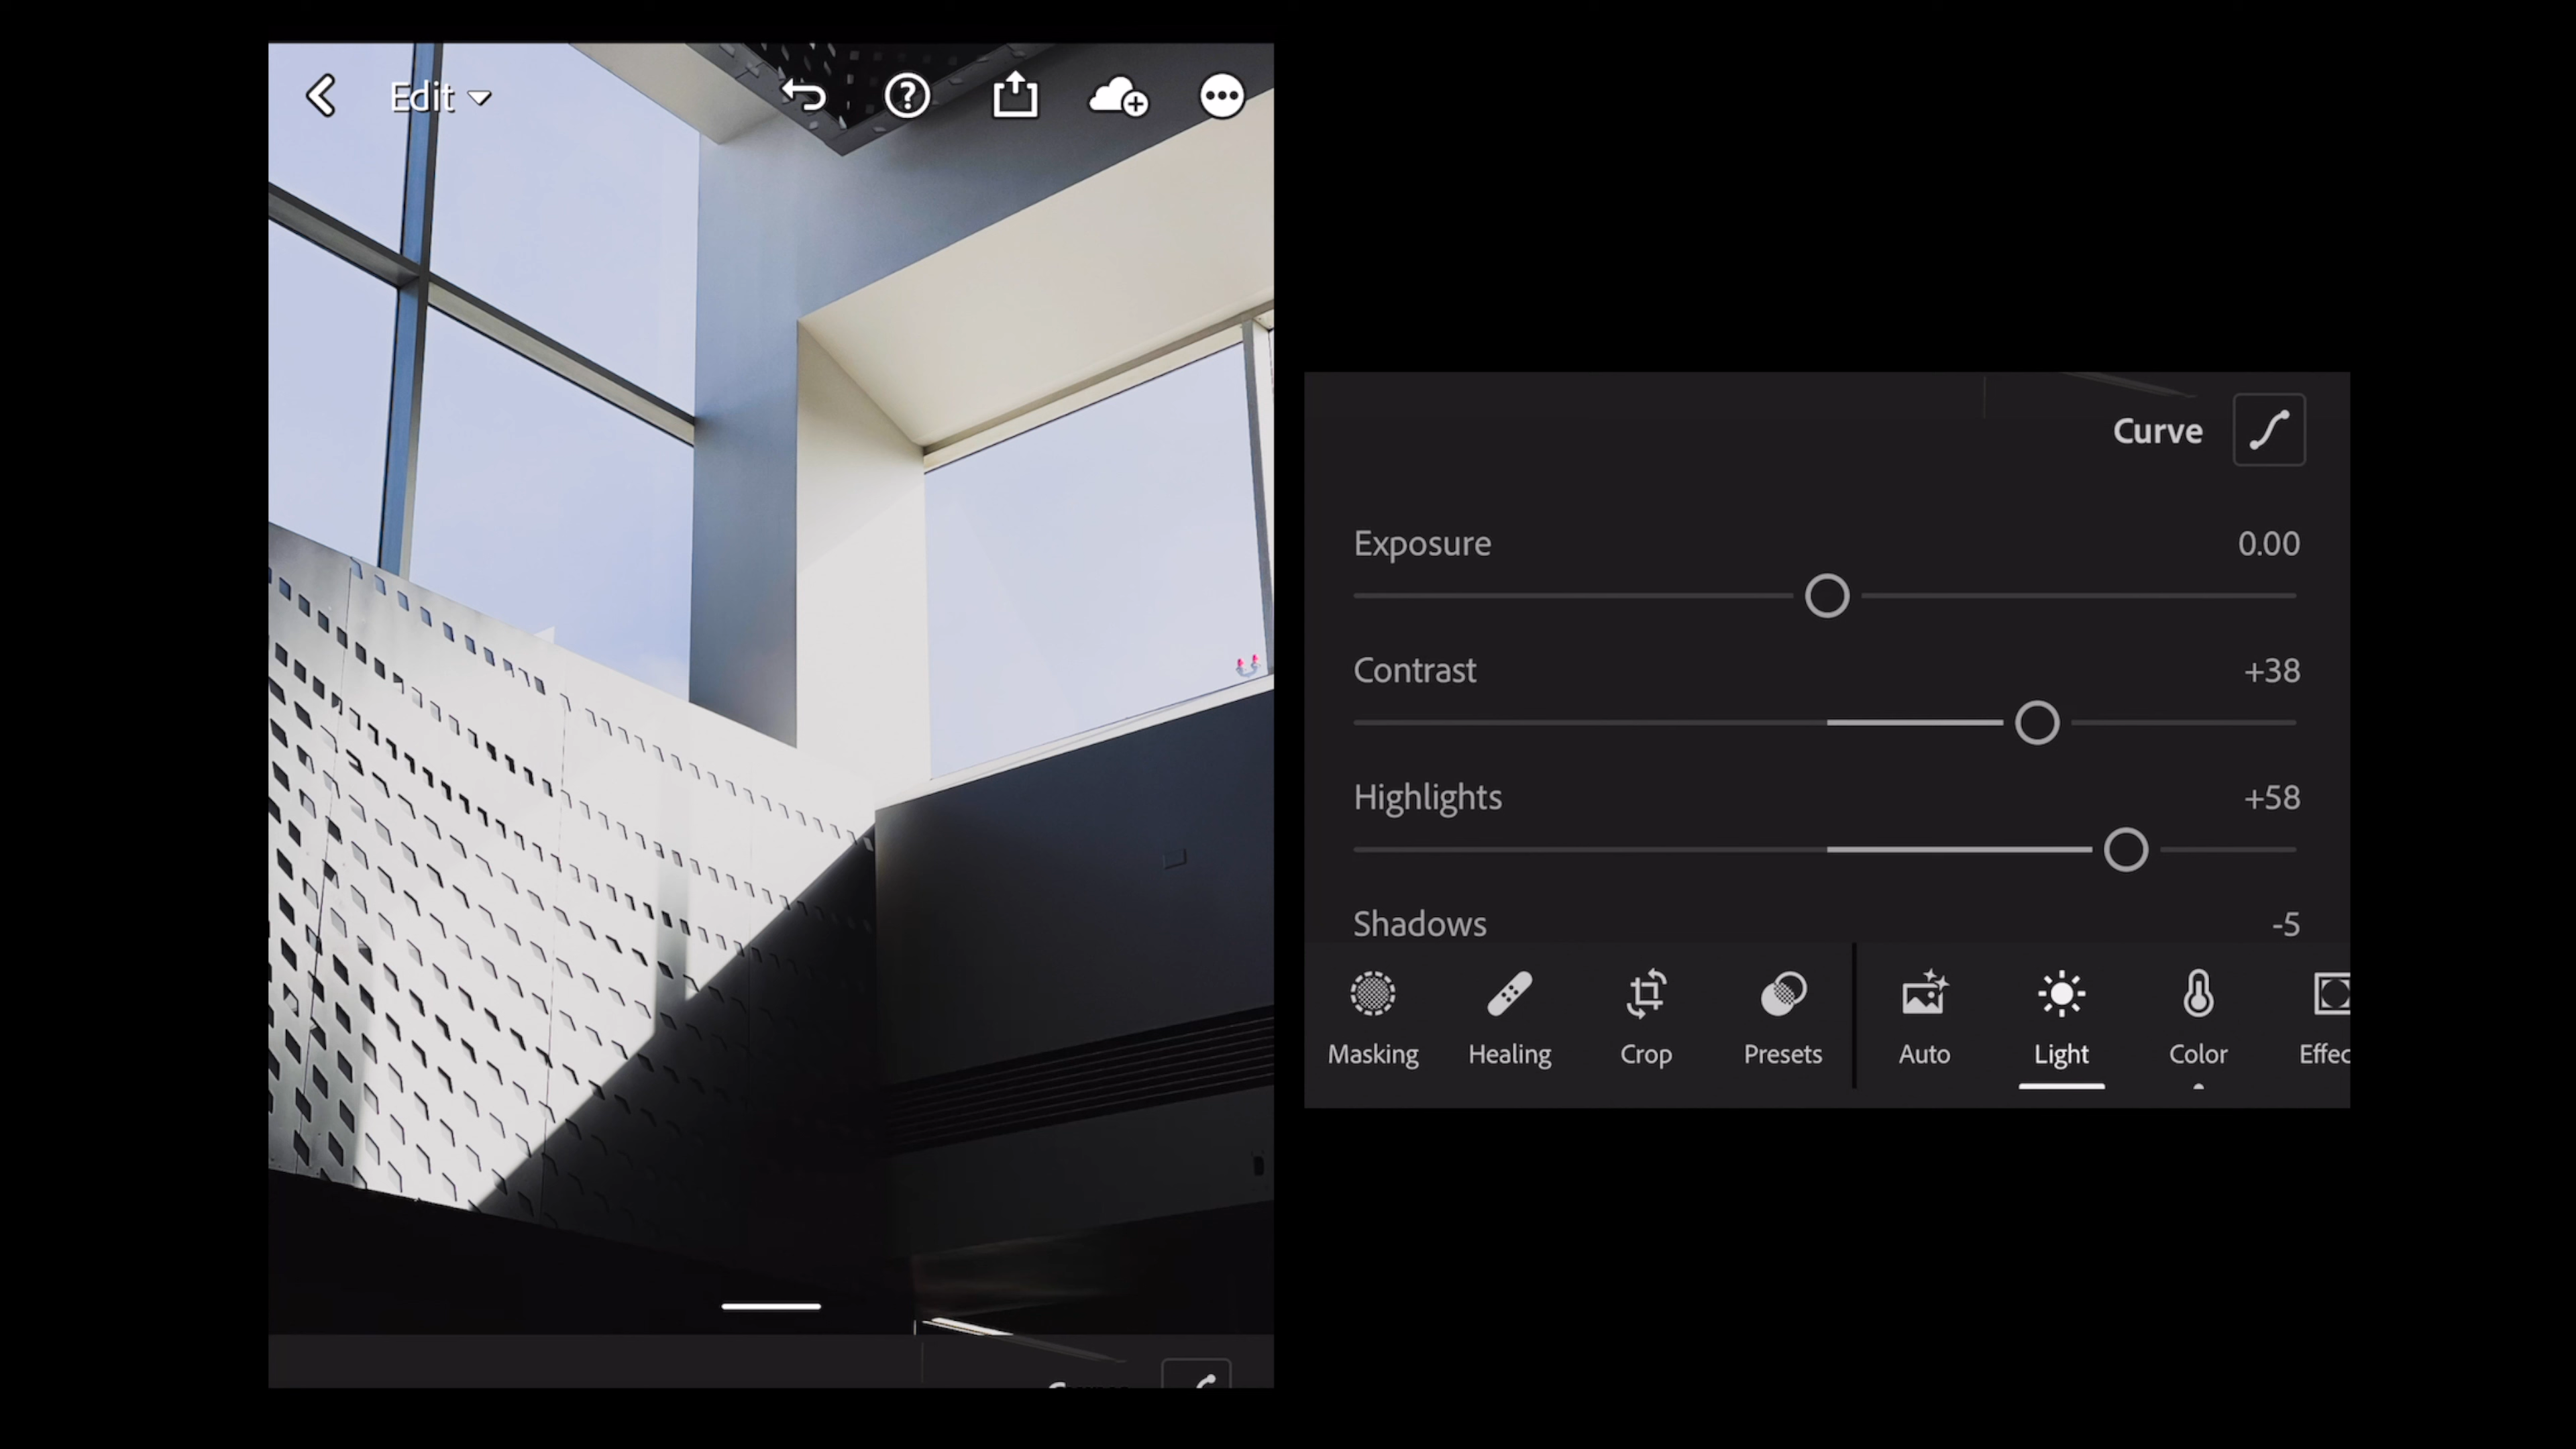 Edit
Curve
Exposure 0.00
Contrast +38
Highlights +58
Shadows -5
Masking Healing Crop Presets Auto Light Color Effec